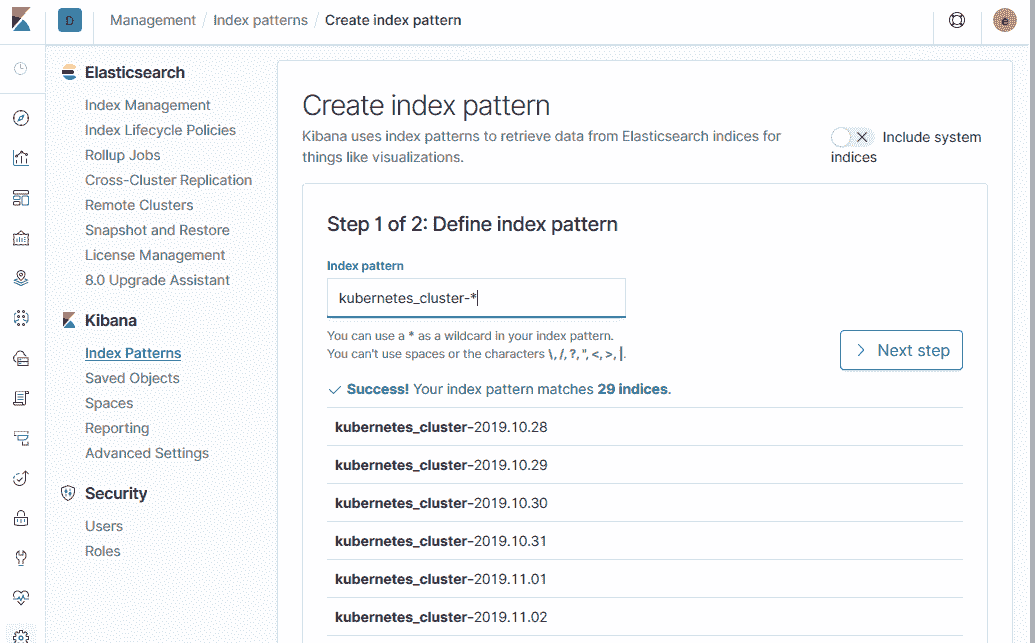 D Management / Index patterns / Create index pattern e
Elasticsearch
Index Management
Index Lifecycle Policies
Rollup Jobs
Cross-Cluster Replication
Remote Clusters
Snapshot and Restore
License Management
8.0 Upgrade Assistant
Kibana
Index Patterns
Saved Objects
Spaces
Reporting
Advanced Settings
Security
Users
Roles
Create index pattern
Kibana uses index patterns to retrieve data from Elasticsearch indices for
things like visualizations.
Include system
indices
Step 1 of 2: Define index pattern
Index pattern
kubernetes_cluster-*
You can use a * as a wildcard in your index pattern.
You can't use spaces or the characters \, /, ?, ", <, >, |.
Next step
Success! Your index pattern matches 29 indices.
kubernetes_cluster-2019.10.28
kubernetes_cluster-2019.10.29
kubernetes_cluster-2019.10.30
kubernetes_cluster-2019.10.31
kubernetes_cluster-2019.11.01
kubernetes_cluster-2019.11.02